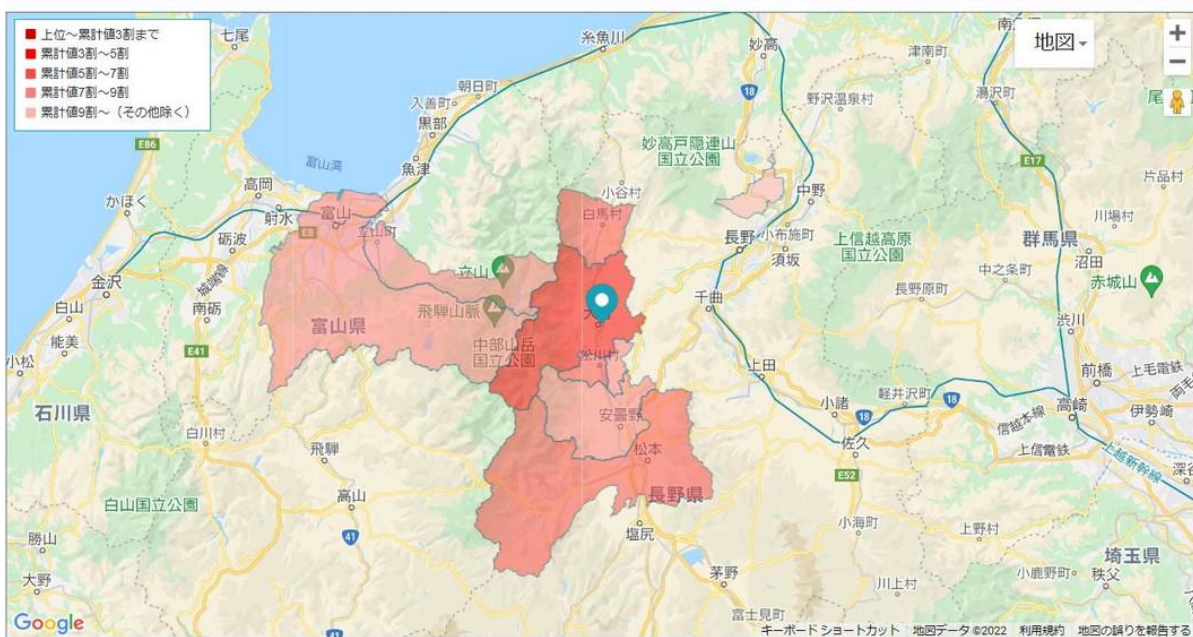 上位～累計値3割まで
累計値3割～5割
累計値5割～7割
累計値7割～9割
累計値9割～（その他除く）
地図
七尾
糸魚川
妙高
18
津南町
湯沢町
朝日町
入善町
黒部
野沢温泉村
E86
富山湾
魚津
妙高戸隠連山
国立公園
小谷村
中野
E17
片品村
かほく
高岡
射水
富山
立山町
白馬村
E8
長野
小布施町
須坂
上信越高原
国立公園
川場村
群馬県
沼田
中之条町
砺波
城端線
金沢
立山
赤城山
白山
南砺
飛騨山脈
千曲
長野原町
渋川
能美
富山県
中部山岳
国立公園
松川村
小松
E41
上田
前橋
上毛電鉄
石川県
安曇野
小諸
軽井沢町
18
18
高崎
伊勢崎
白川村
飛騨
松本
佐久
信越本線
上信電鉄
上越新幹線
高山
長野県
E52
白山国立公園
塩尻
小海町
上野村
勝山
41
41
埼玉県
大野
茅野
小鹿野町
秩父
川上村
富士見町
Google
キーボード ショートカット
地図データ ©2022
利用規約
地図の誤りを報告する